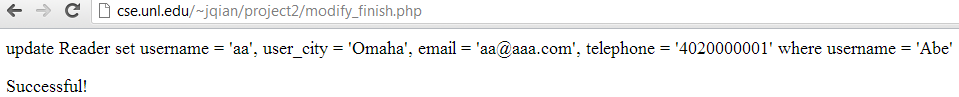 cse.unl.edu/~jqian/project2/modify_finish.php
update Reader set username = 'aa', user_city = 'Omaha', email = 'aa@aaa.com', telephone = '4020000001' where username = 'Abe'
Successful!